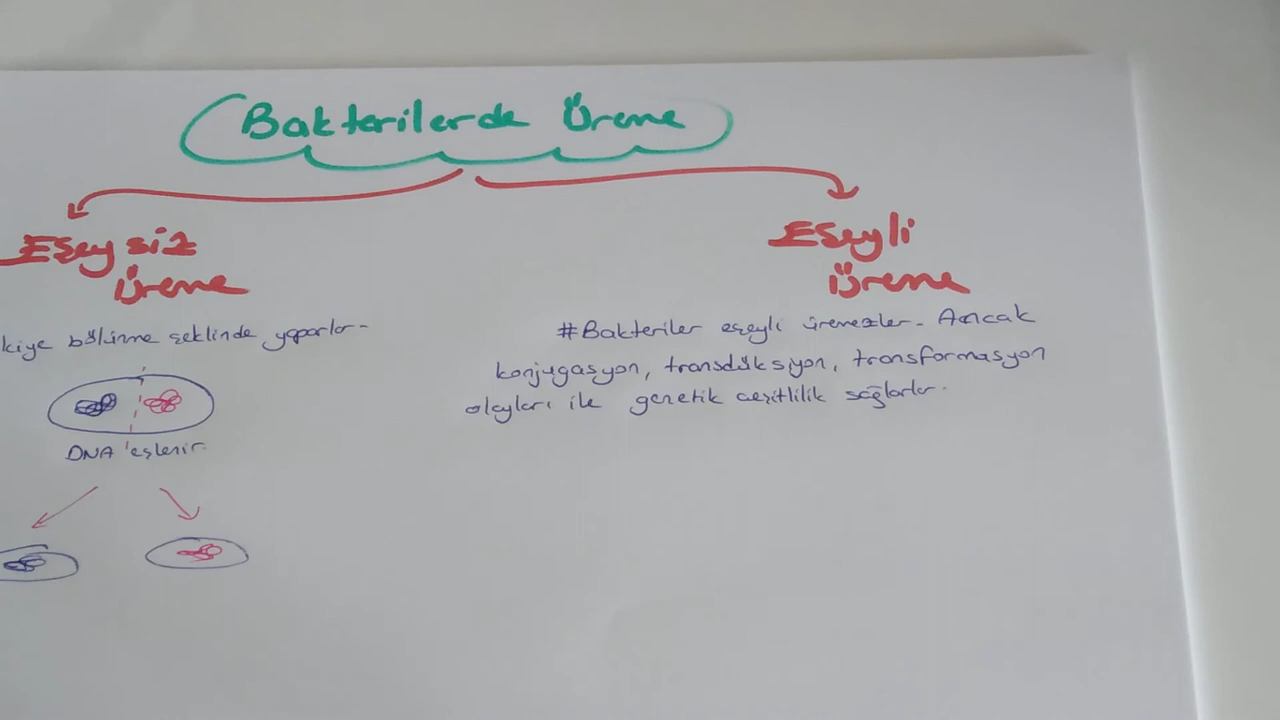 Bakterilerde Üreme
Eşeysiz
üreme
Eşeyli
üreme
kiye bölünme şeklinde yaparlar.
DNA eşlenir.
#Bakteriler eşeyli üremezler. Ancak
konjugasyon, transdüksiyon, transformasyon
olayları ile genetik çeşitlilik sağlarlar.